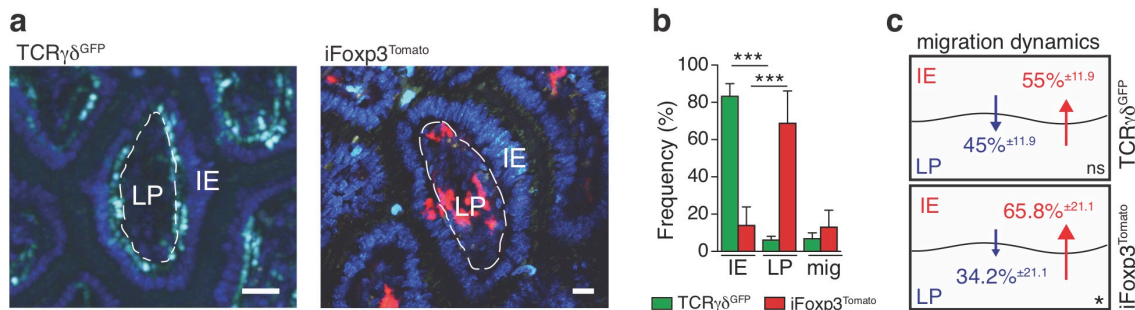 a
TCRγδGFP
iFoxp3Tomato
LP
IE
LP
IE
b
***
***
100
80
60
40
20
0
Frequency (%)
IE LP mig
TCRγδGFP iFoxp3Tomato
c
migration dynamics
IE 55%±11.9
45%±11.9
LP ns
TCRγδGFP
IE 65.8%±21.1
34.2%±21.1
LP *
iFoxp3Tomato